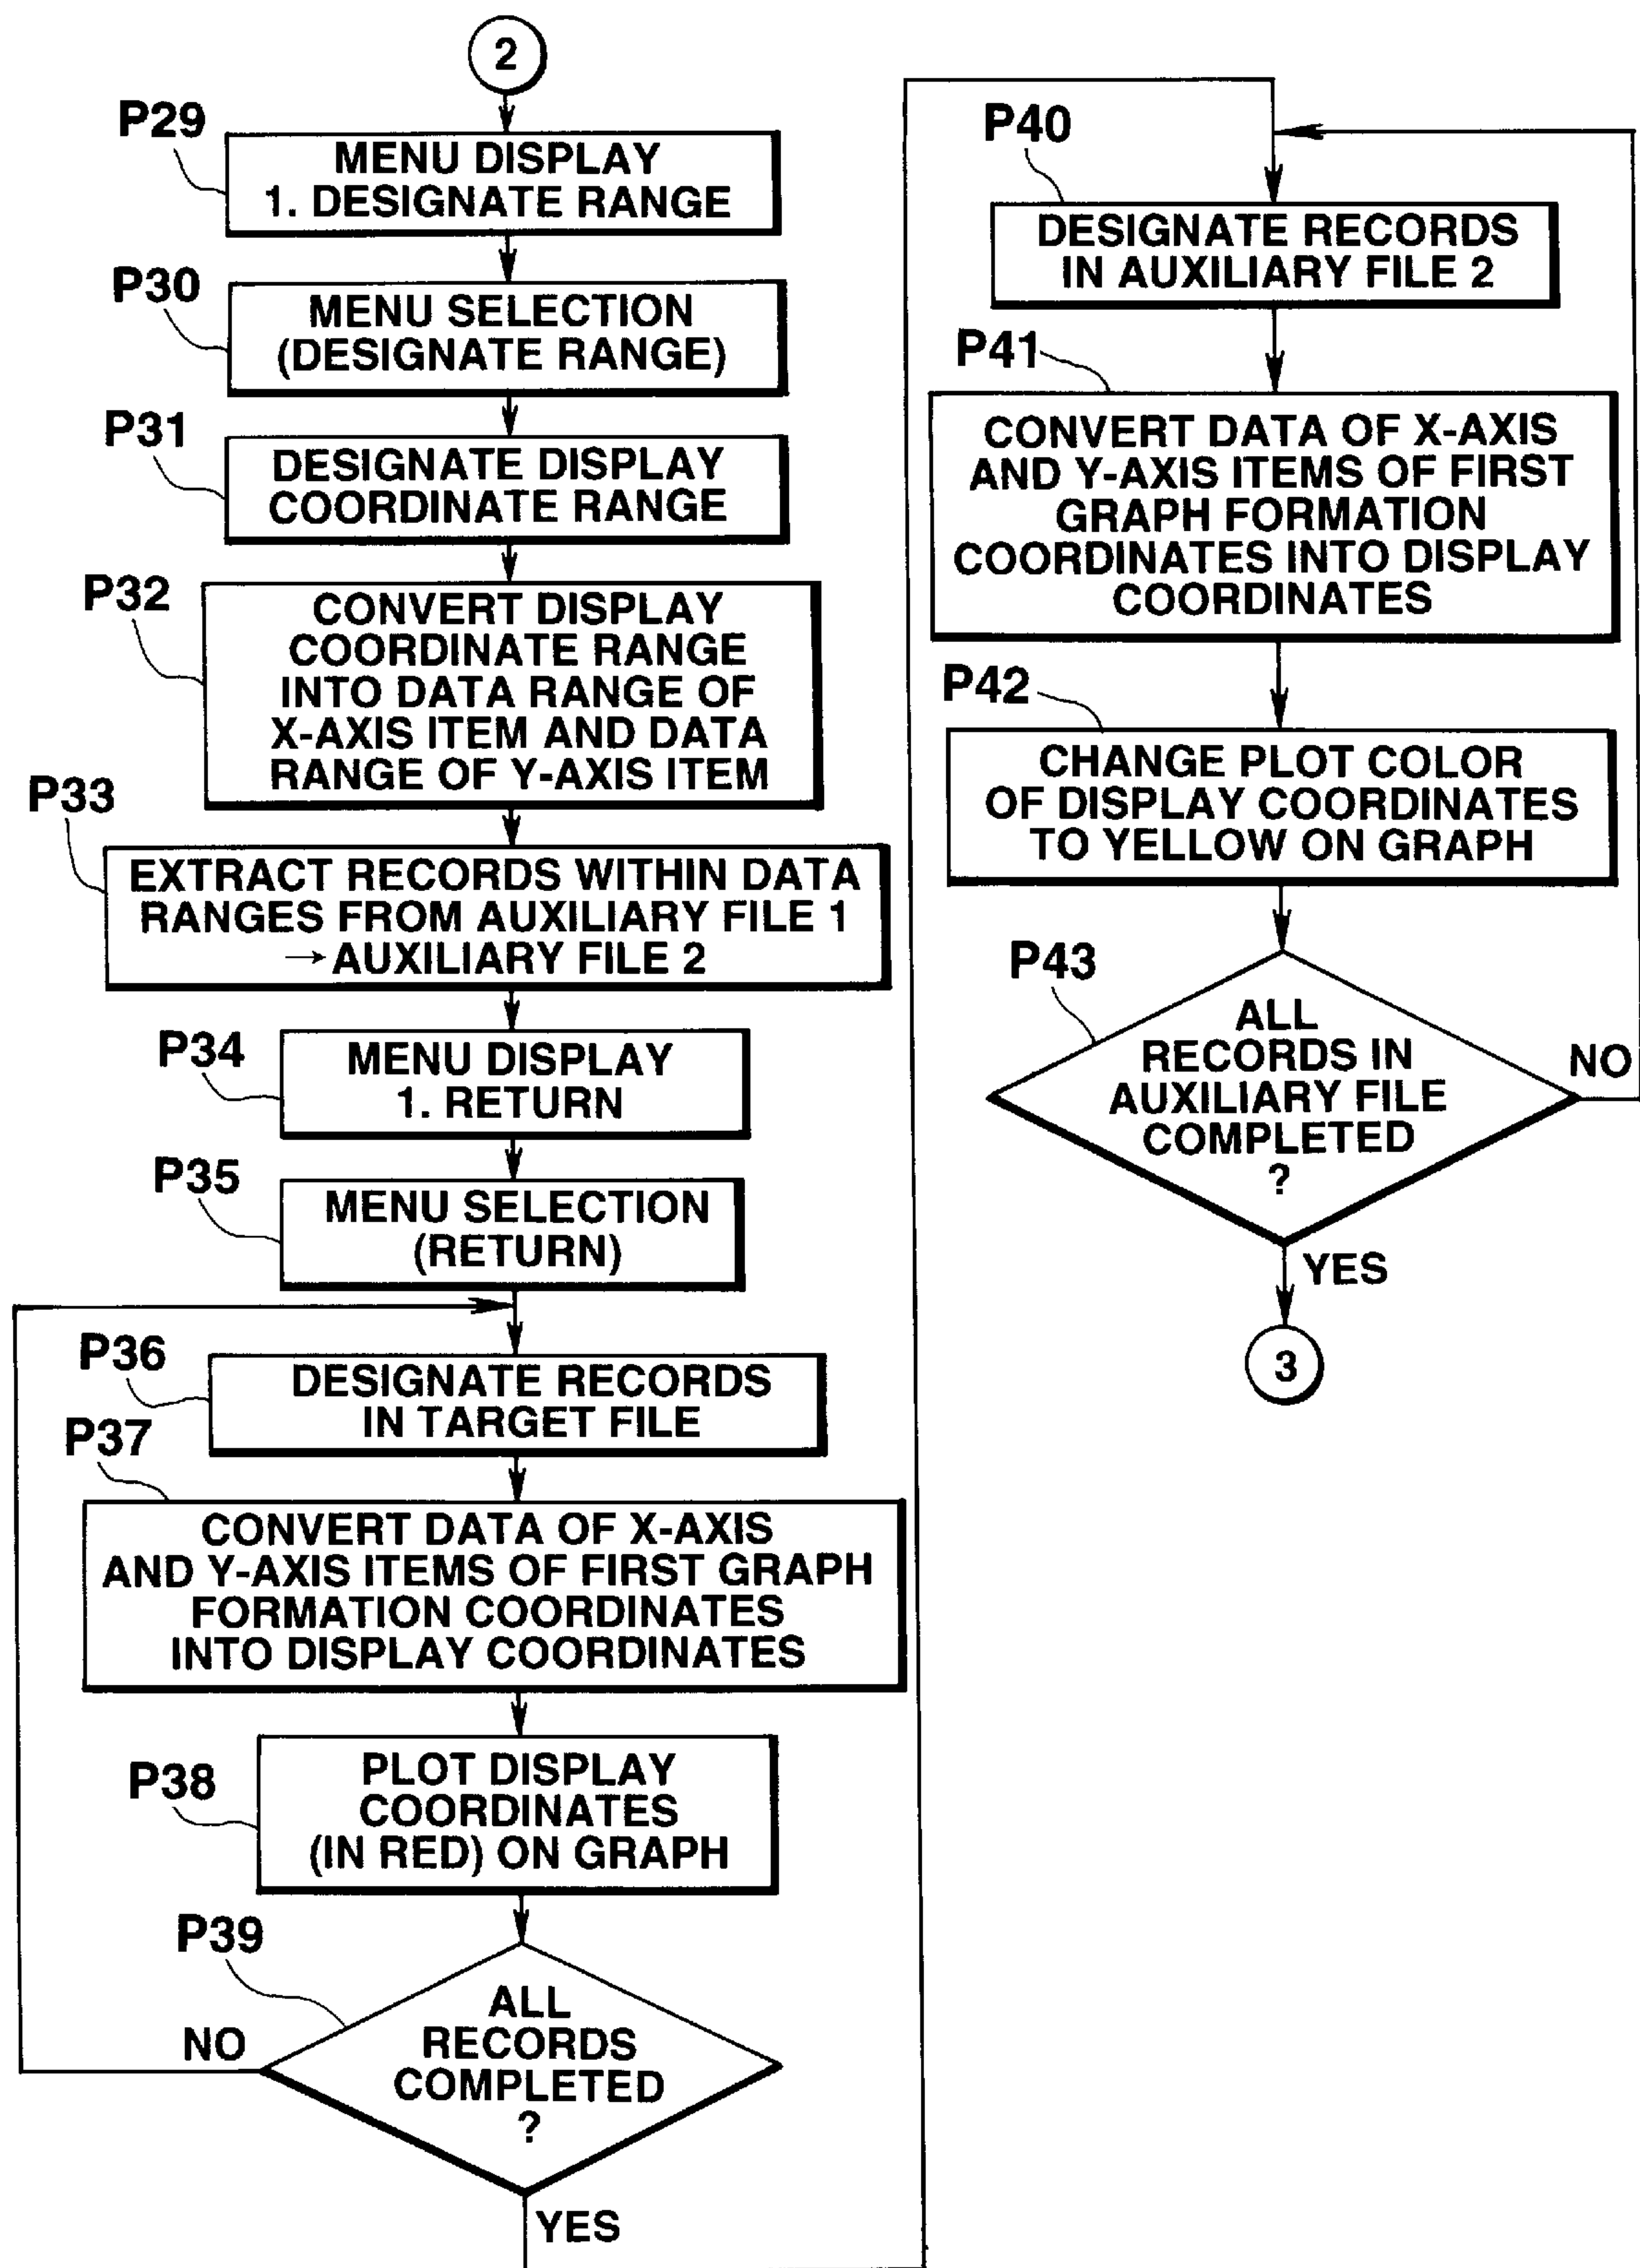 2
P29
MENU DISPLAY
1. DESIGNATE RANGE
P30
MENU SELECTION
(DESIGNATE RANGE)
P31
DESIGNATE DISPLAY
COORDINATE RANGE
P32
CONVERT DISPLAY
COORDINATE RANGE
INTO DATA RANGE OF
X-AXIS ITEM AND DATA
RANGE OF Y-AXIS ITEM
P33
EXTRACT RECORDS WITHIN DATA
RANGES FROM AUXILIARY FILE 1
→ AUXILIARY FILE 2
P34
MENU DISPLAY
1. RETURN
P35
MENU SELECTION
(RETURN)
P36
DESIGNATE RECORDS
IN TARGET FILE
P37
CONVERT DATA OF X-AXIS
AND Y-AXIS ITEMS OF FIRST GRAPH
FORMATION COORDINATES
INTO DISPLAY COORDINATES
P38
PLOT DISPLAY
COORDINATES
(IN RED) ON GRAPH
P39
ALL
RECORDS
COMPLETED
?
NO
YES
P40
DESIGNATE RECORDS
IN AUXILIARY FILE 2
P41
CONVERT DATA OF X-AXIS
AND Y-AXIS ITEMS OF FIRST
GRAPH FORMATION
COORDINATES INTO DISPLAY
COORDINATES
P42
CHANGE PLOT COLOR
OF DISPLAY COORDINATES
TO YELLOW ON GRAPH
P43
ALL
RECORDS IN
AUXILIARY FILE
COMPLETED
?
NO
YES
3